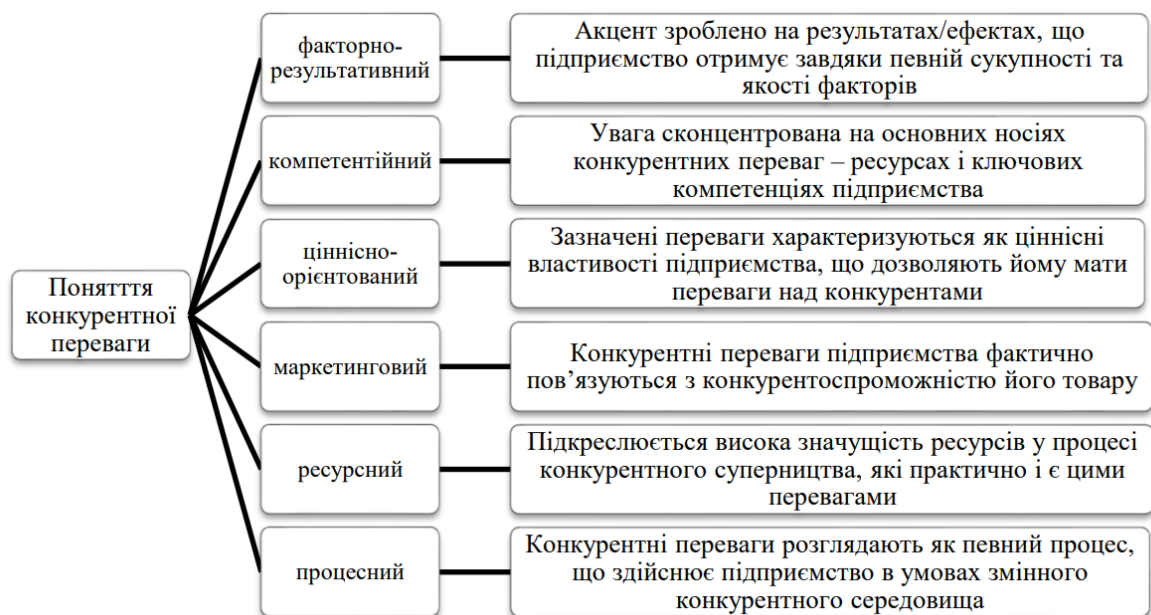 Понятття
конкурентної
переваги
факторно-
результативний
Акцент зроблено на результатах/ефектах, що
підприємство отримує завдяки певній сукупності та
якості факторів
компетентійний
Увага сконцентрована на основних носіях
конкурентних переваг – ресурсах і ключових
компетенціях підприємства
ціннісно-
орієнтований
Зазначені переваги характеризуються як ціннісні
властивості підприємства, що дозволяють йому мати
переваги над конкурентами
маркетинговий
Конкурентні переваги підприємства фактично
пов’язуються з конкурентоспроможністю його товару
ресурсний
Підкреслюється висока значущість ресурсів у процесі
конкурентного суперництва, які практично і є цими
перевагами
процесний
Конкурентні переваги розглядають як певний процес,
що здійснює підприємство в умовах змінного
конкурентного середовища